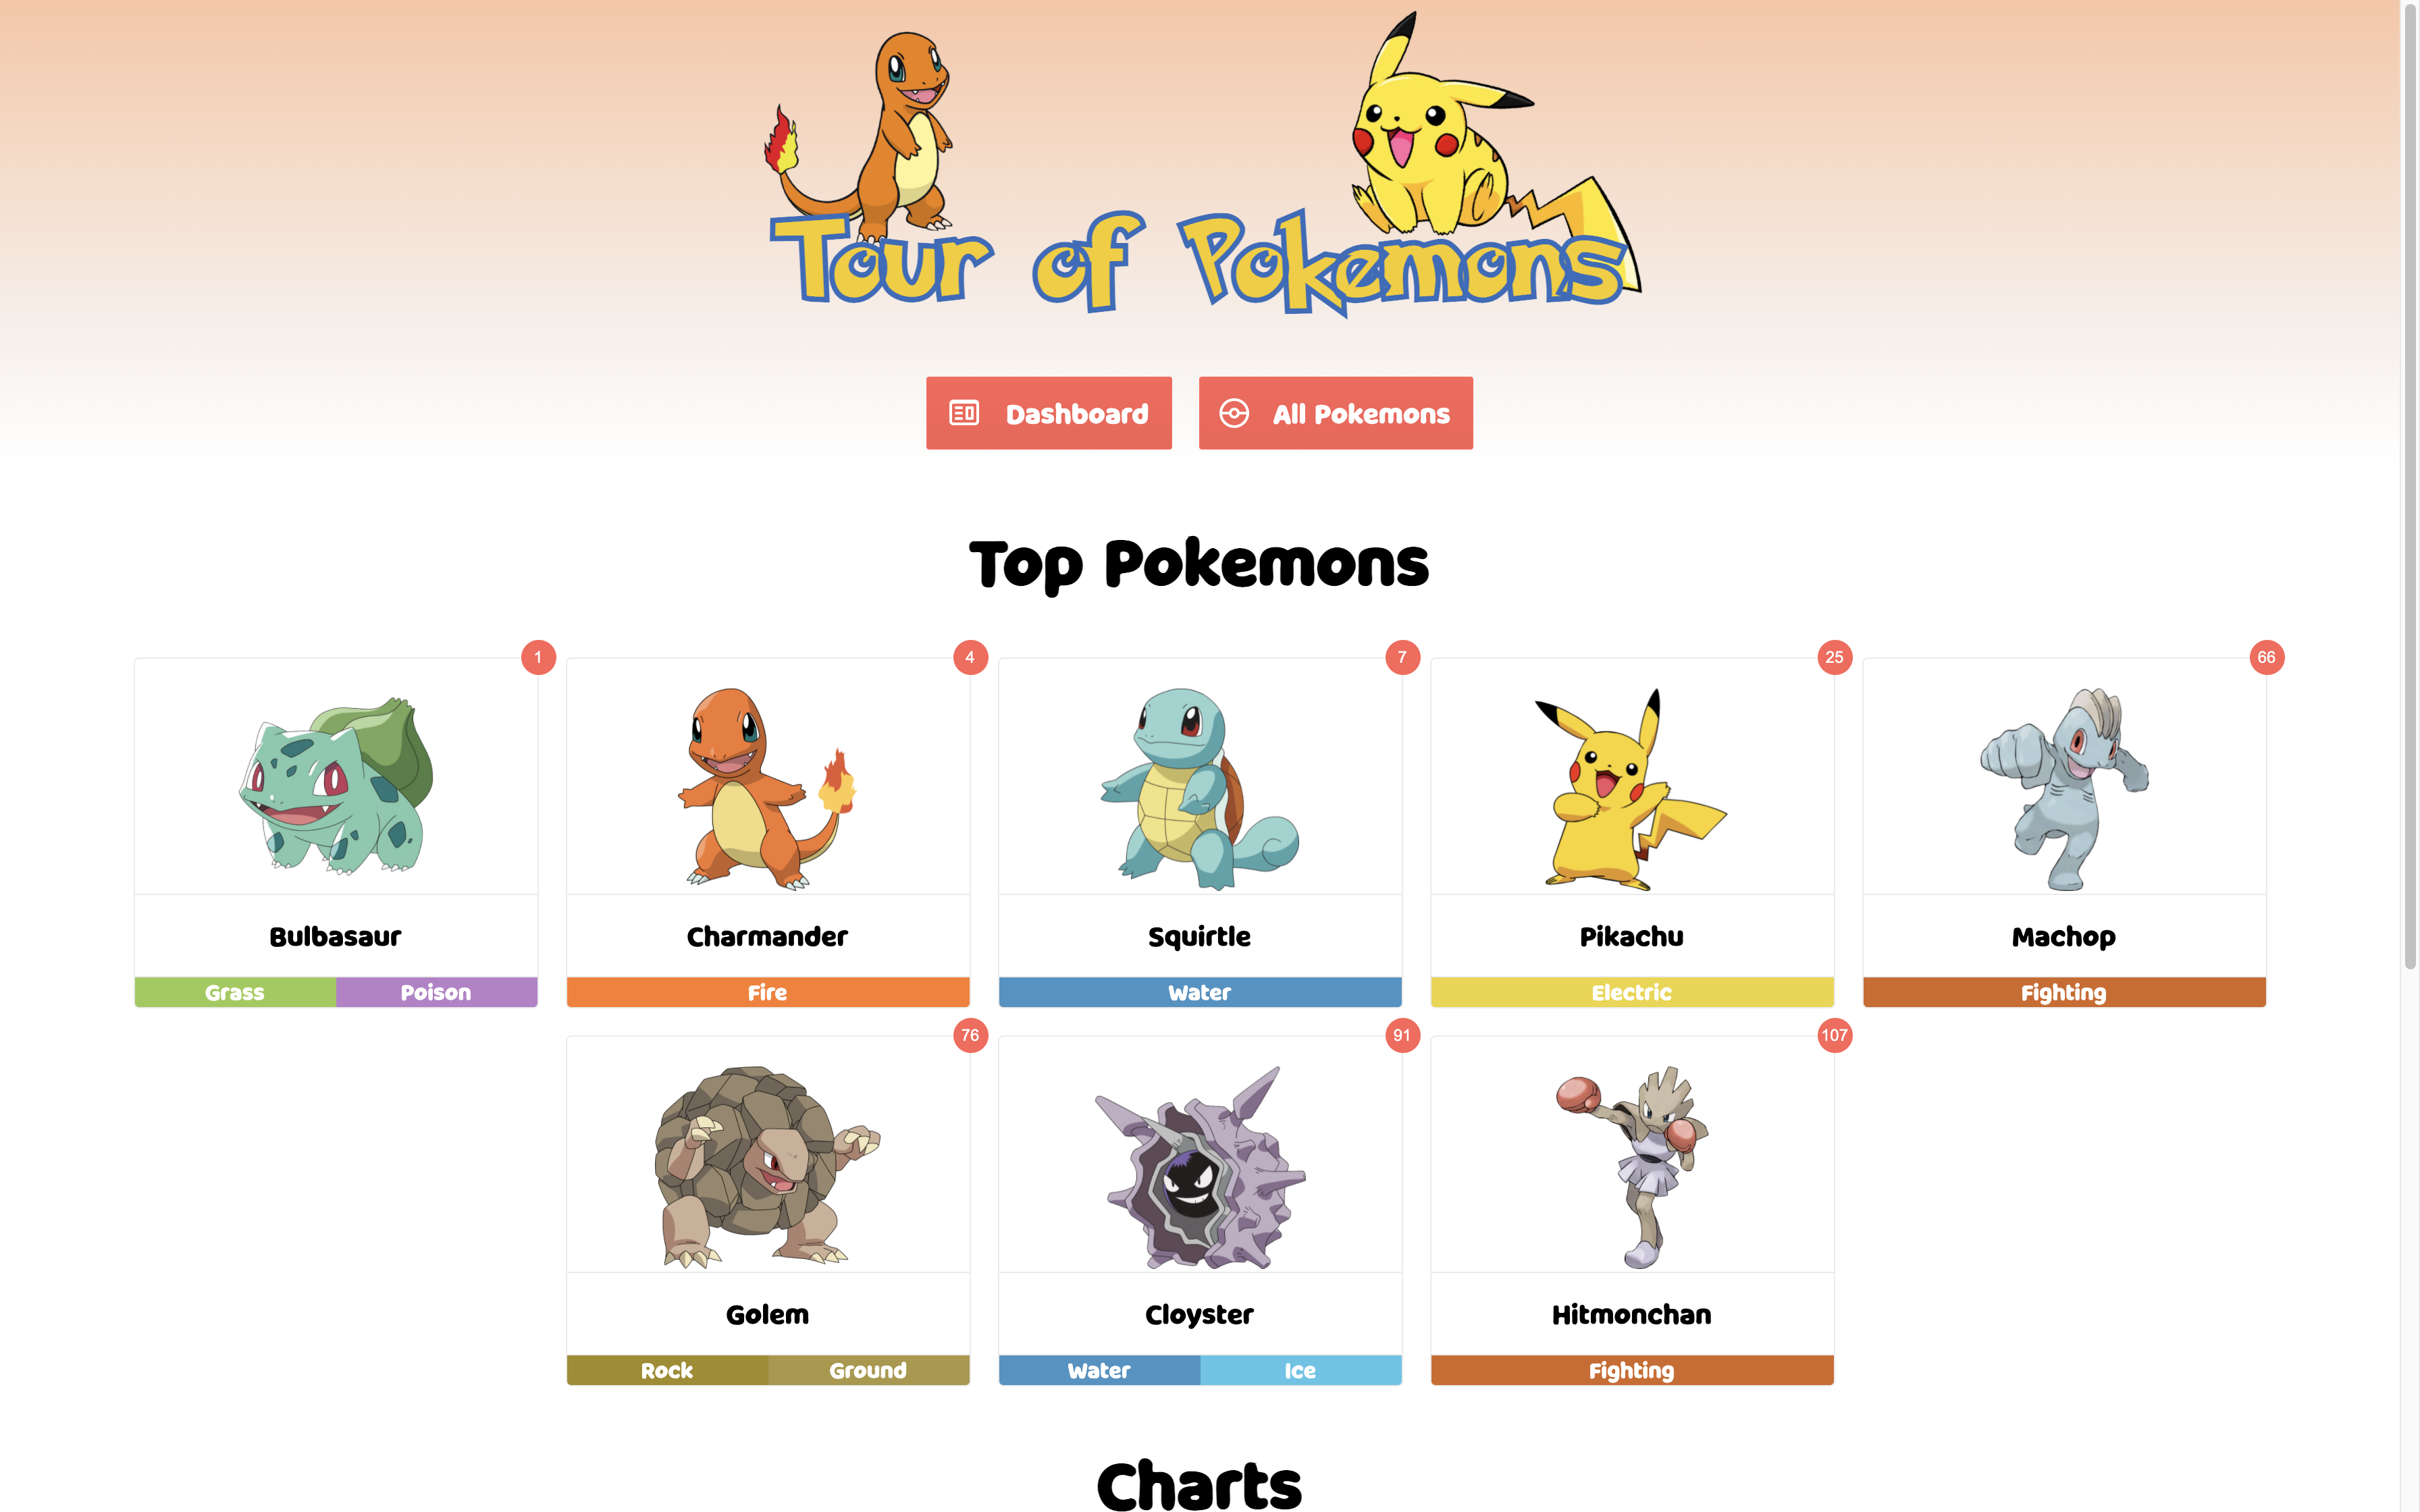 Tour of Pokemons
Dashboard
All Pokemons
Top Pokemons
1
4
7
25
66
Bulbasaur
Charmander
Squirtle
Pikachu
Machop
Grass Poison
Fire
Water
Electric
Fighting
76
91
107
Golem
Cloyster
Hitmonchan
Rock Ground
Water Ice
Fighting
Charts